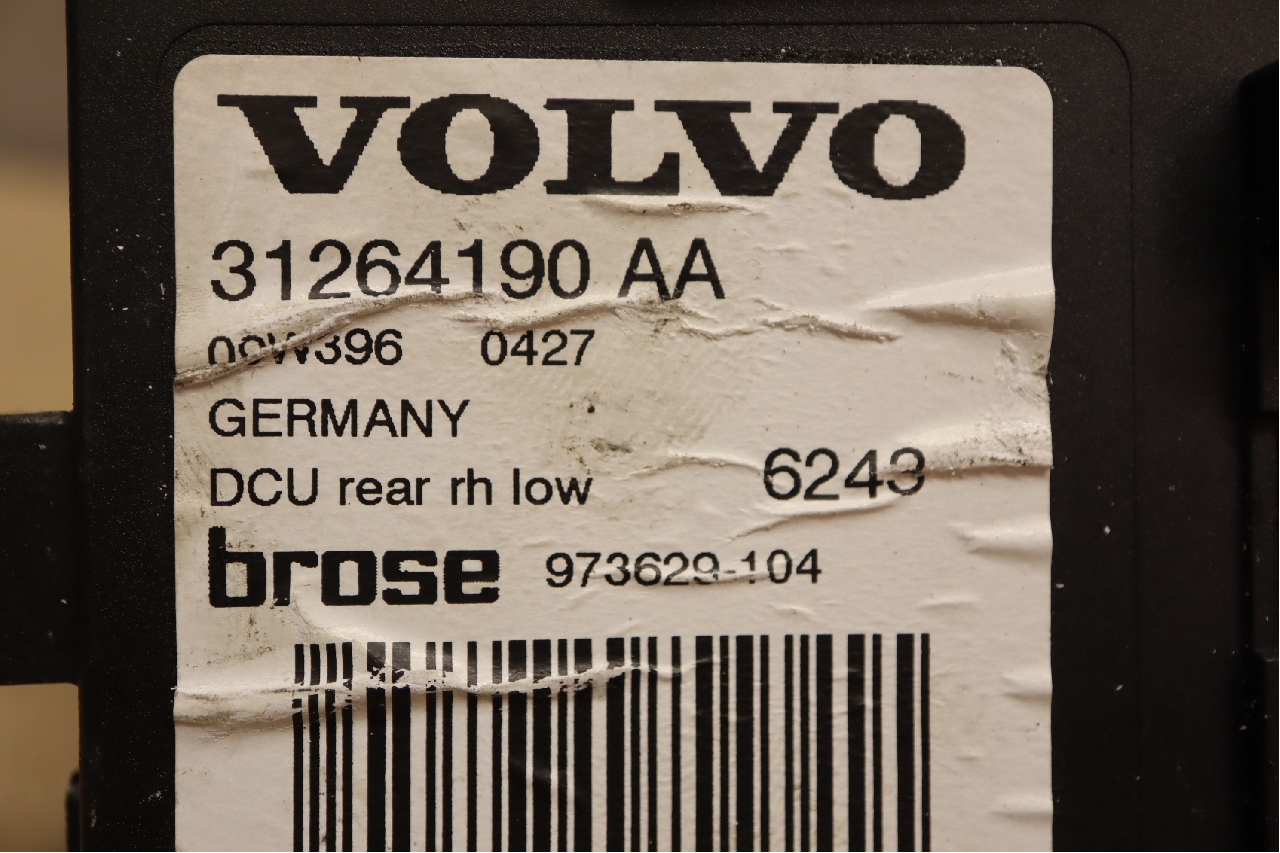 VOLVO
31264190 AA
09W396 0427
GERMANY
DCU rear rh low 6243
brose 973629-104